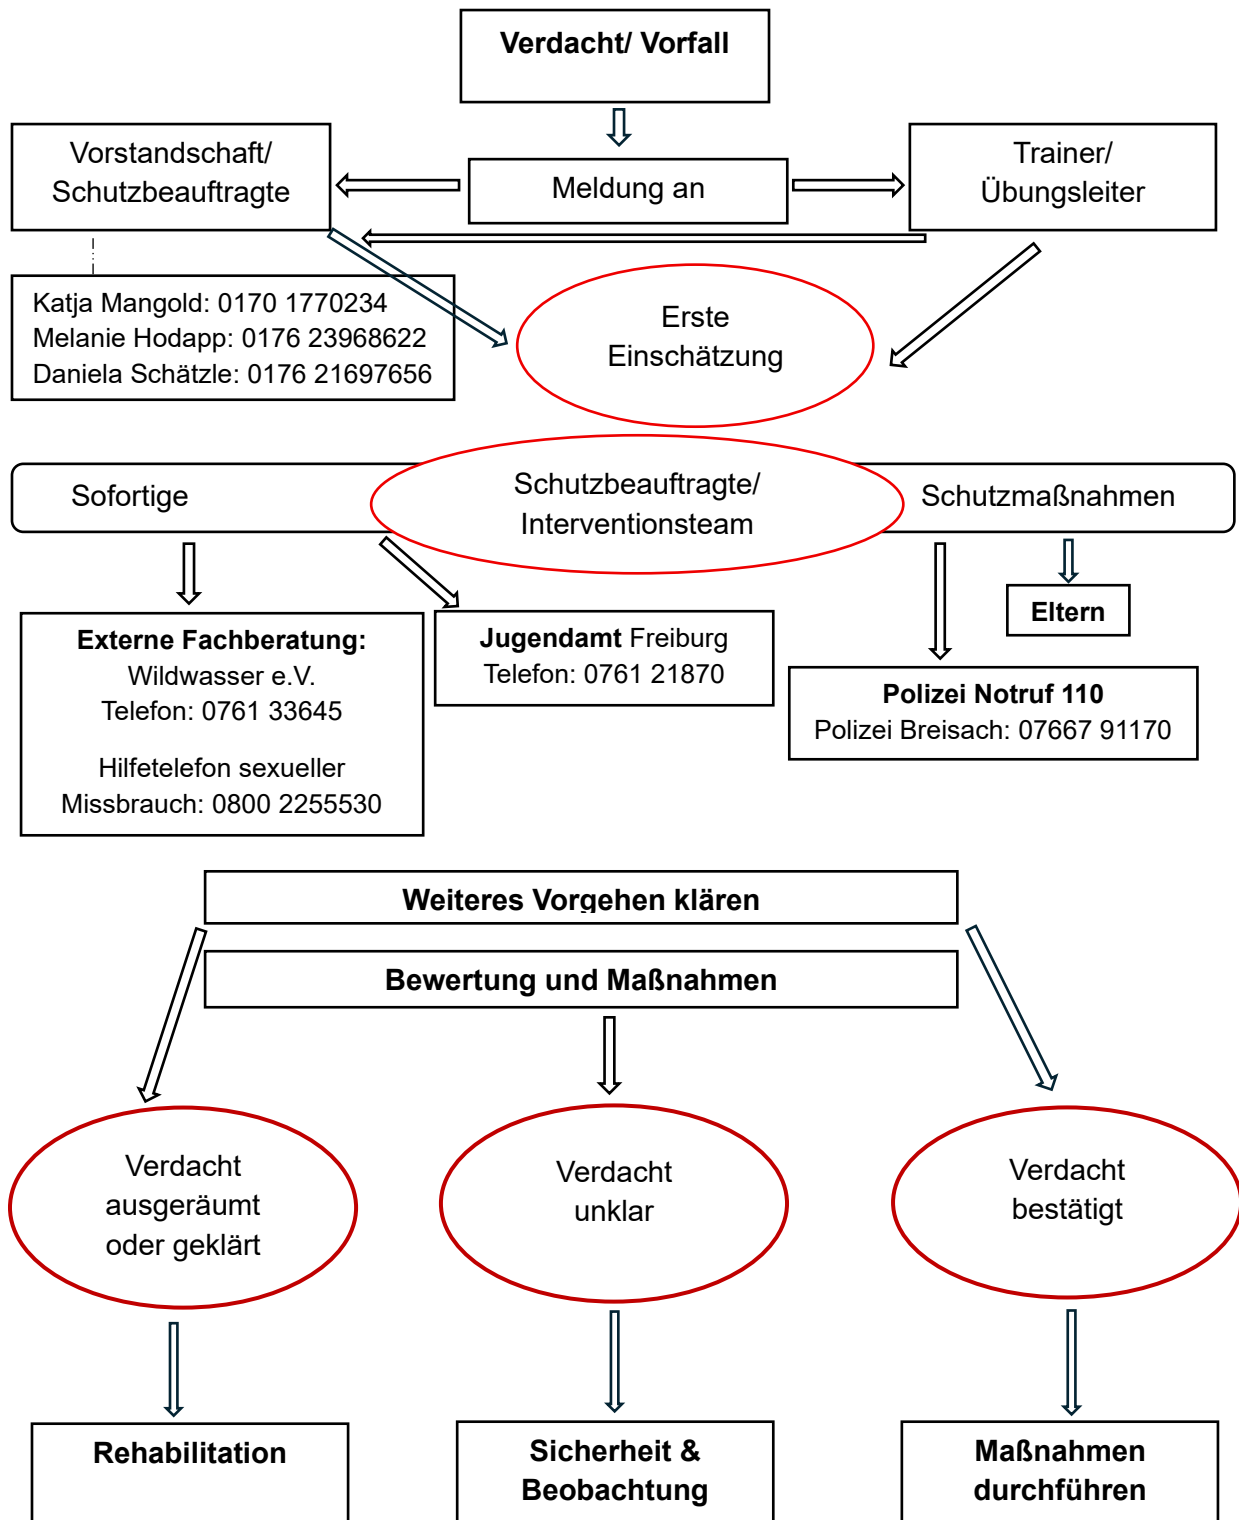 Verdacht/ Vorfall
Vorstandschaft/
Schutzbeauftragte
Meldung an
Trainer/
Übungsleiter
Katja Mangold: 0170 1770234
Melanie Hodapp: 0176 23968622
Daniela Schätzle: 0176 21697656
Erste
Einschätzung
Sofortige
Schutzbeauftragte/
Interventionsteam
Schutzmaßnahmen
Externe Fachberatung:
Wildwasser e.V.
Telefon: 0761 33645
Hilfetelefon sexueller
Missbrauch: 0800 2255530
Jugendamt Freiburg
Telefon: 0761 21870
Eltern
Polizei Notruf 110
Polizei Breisach: 07667 91170
Weiteres Vorgehen klären
Bewertung und Maßnahmen
Verdacht
ausgeräumt
oder geklärt
Verdacht
unklar
Verdacht
bestätigt
Rehabilitation
Sicherheit &
Beobachtung
Maßnahmen
durchführen